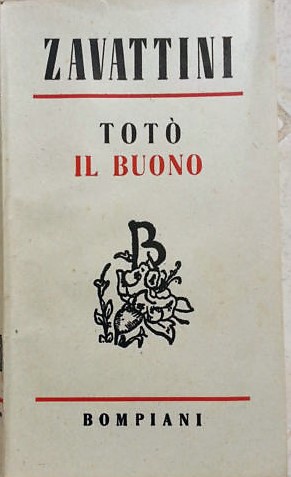 ZAVATTINI
TOTÒ
IL BUONO
B
BOMPIANI